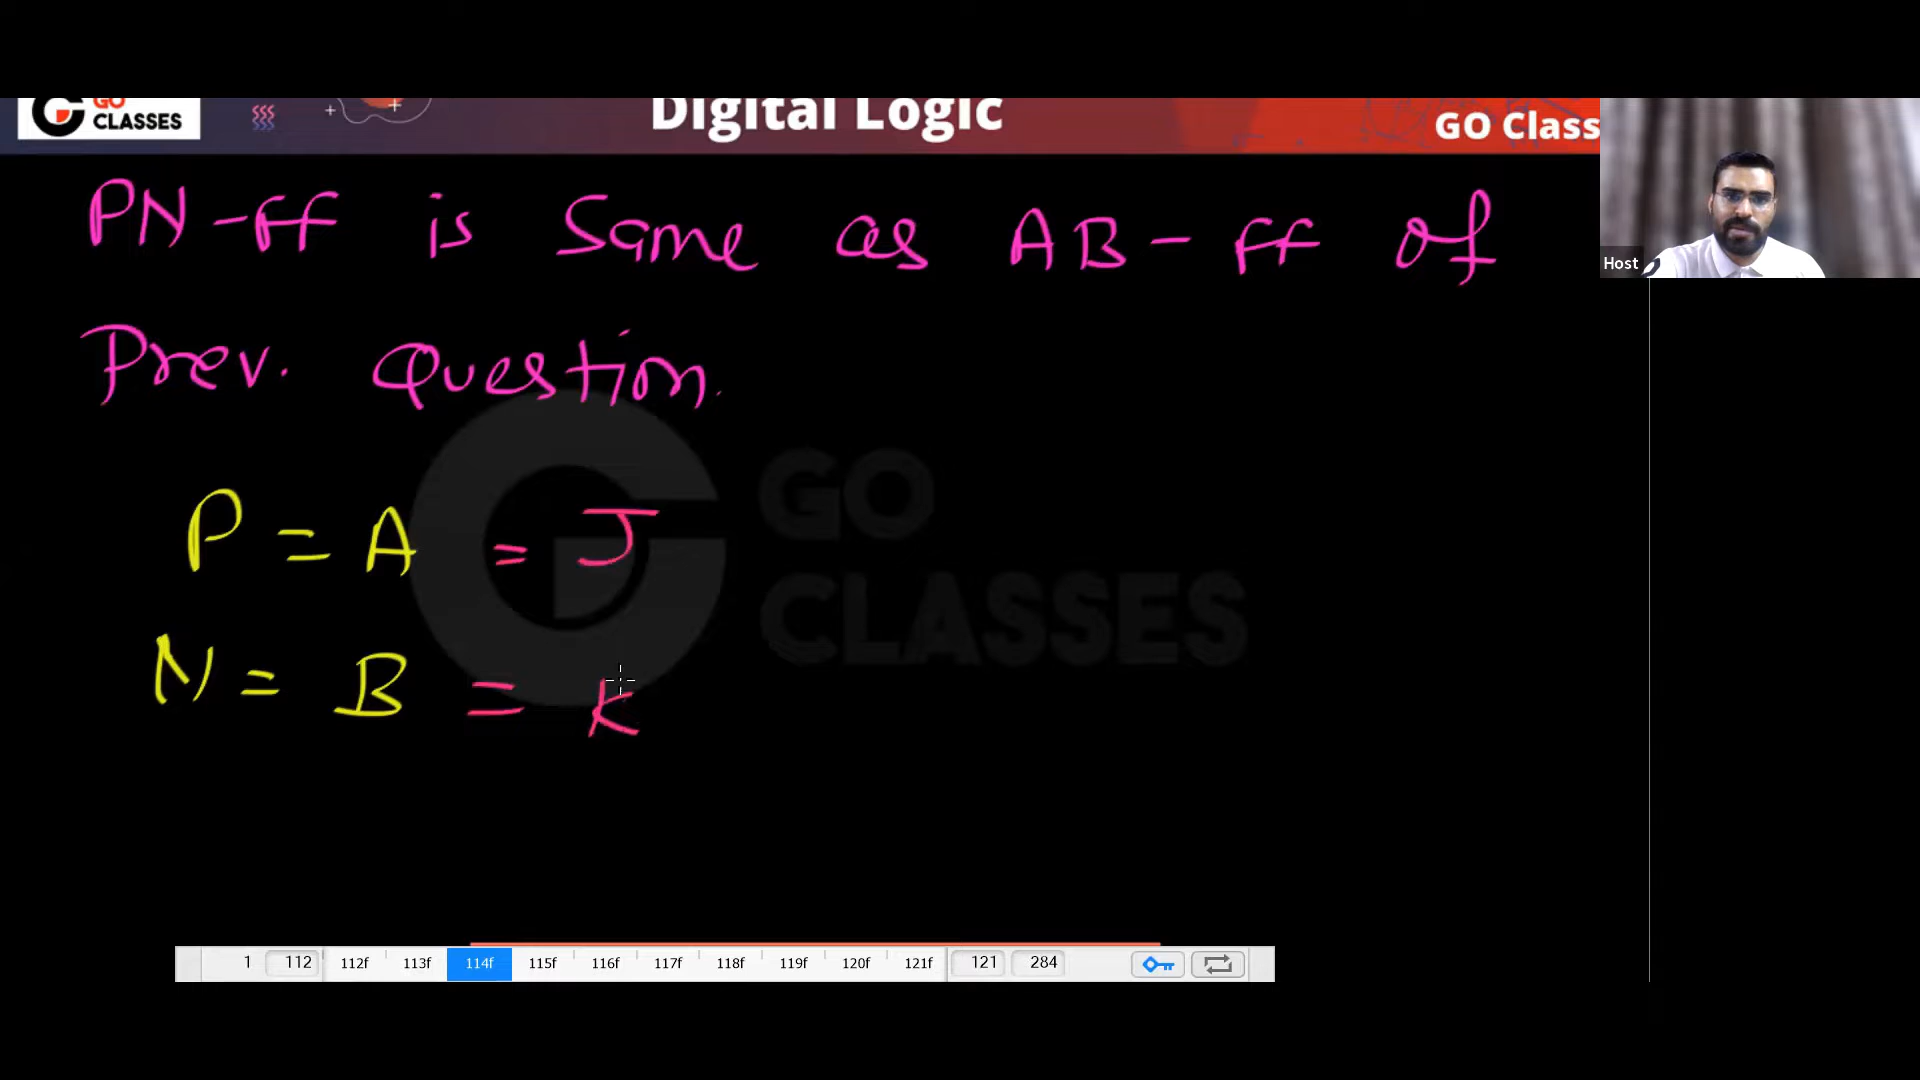 GO
CLASSES
Digital Logic
GO Class
Host
PN-ff is Same as AB-ff of
Prev. Question.
GO
CLASSES
P = A = J
N = B = K
1 112 112f 113f 114f 115f 116f 117f 118f 119f 120f 121f 121 284